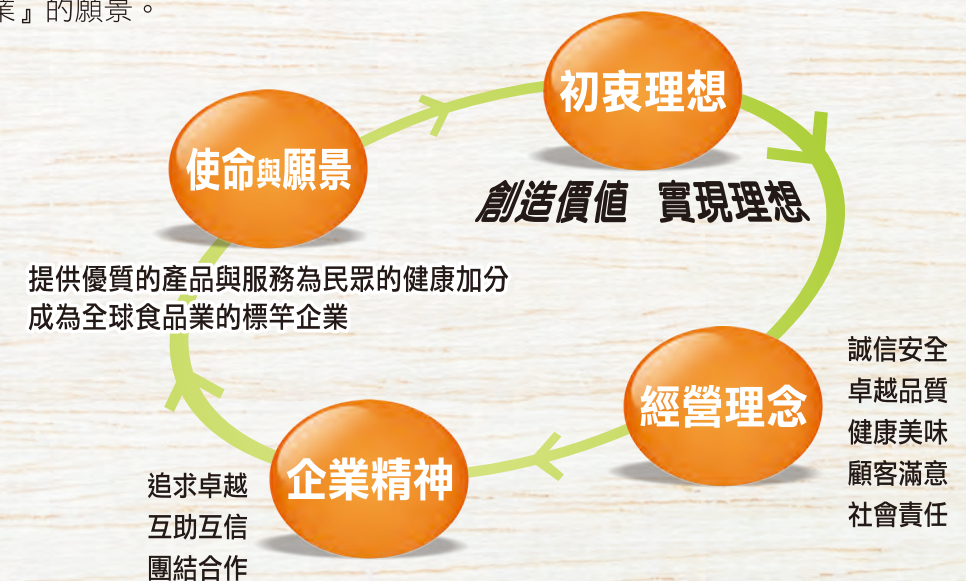 業』的願景。
初衷理想
創造價值 實現理想
使命與願景
提供優質的產品與服務為民眾的健康加分
成為全球食品業的標竿企業
經營理念
誠信安全
卓越品質
健康美味
顧客滿意
社會責任
企業精神
追求卓越
互助互信
團結合作